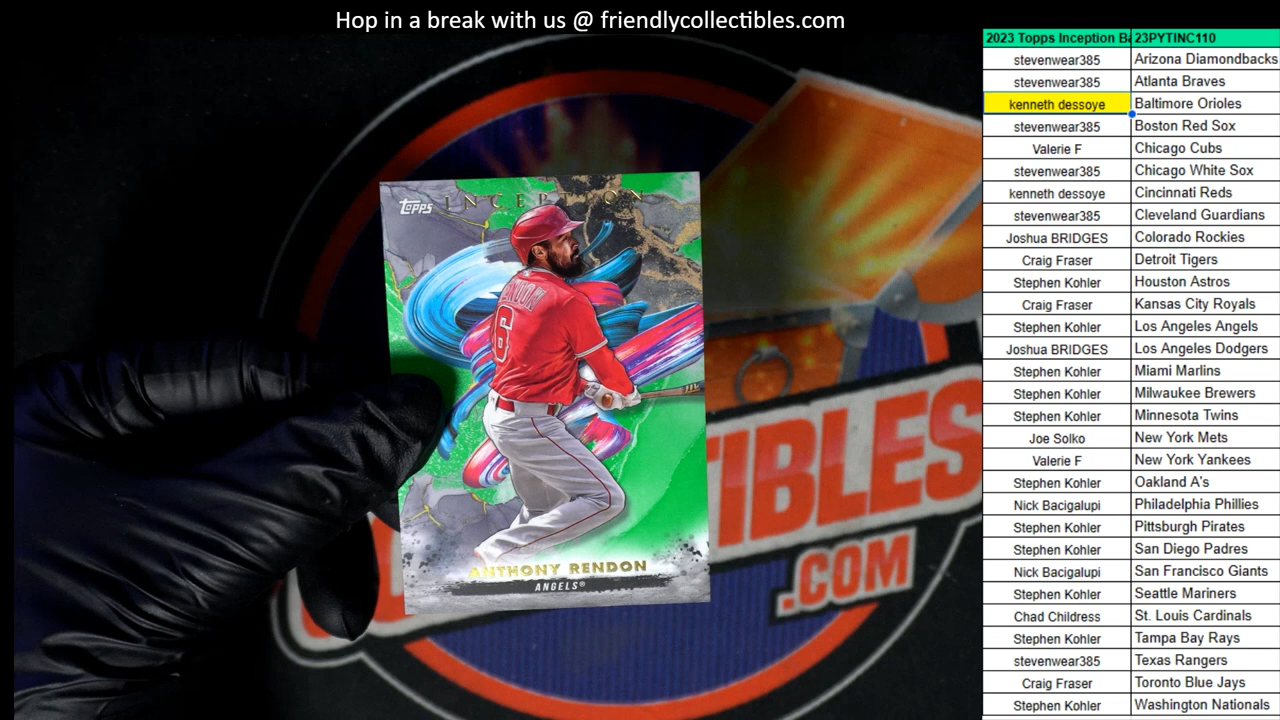 Hop in a break with us @ friendlycollectibles.com
2023 Topps Inception Ba 23PYTINC110
stevenwear385 Arizona Diamondbacks
stevenwear385 Atlanta Braves
kenneth dessoye Baltimore Orioles
stevenwear385 Boston Red Sox
Valerie F Chicago Cubs
stevenwear385 Chicago White Sox
kenneth dessoye Cincinnati Reds
stevenwear385 Cleveland Guardians
Joshua BRIDGES Colorado Rockies
Craig Fraser Detroit Tigers
Stephen Kohler Houston Astros
Craig Fraser Kansas City Royals
Stephen Kohler Los Angeles Angels
Joshua BRIDGES Los Angeles Dodgers
Stephen Kohler Miami Marlins
Stephen Kohler Milwaukee Brewers
Stephen Kohler Minnesota Twins
Joe Solko New York Mets
Valerie F New York Yankees
Stephen Kohler Oakland A's
Nick Bacigalupi Philadelphia Phillies
Stephen Kohler Pittsburgh Pirates
Stephen Kohler San Diego Padres
Nick Bacigalupi San Francisco Giants
Stephen Kohler Seattle Mariners
Chad Childress St. Louis Cardinals
Stephen Kohler Tampa Bay Rays
stevenwear385 Texas Rangers
Craig Fraser Toronto Blue Jays
Stephen Kohler Washington Nationals
topps INCEPTION
6
ANTHONY RENDON
ANGELS®
TIBLES
.COM